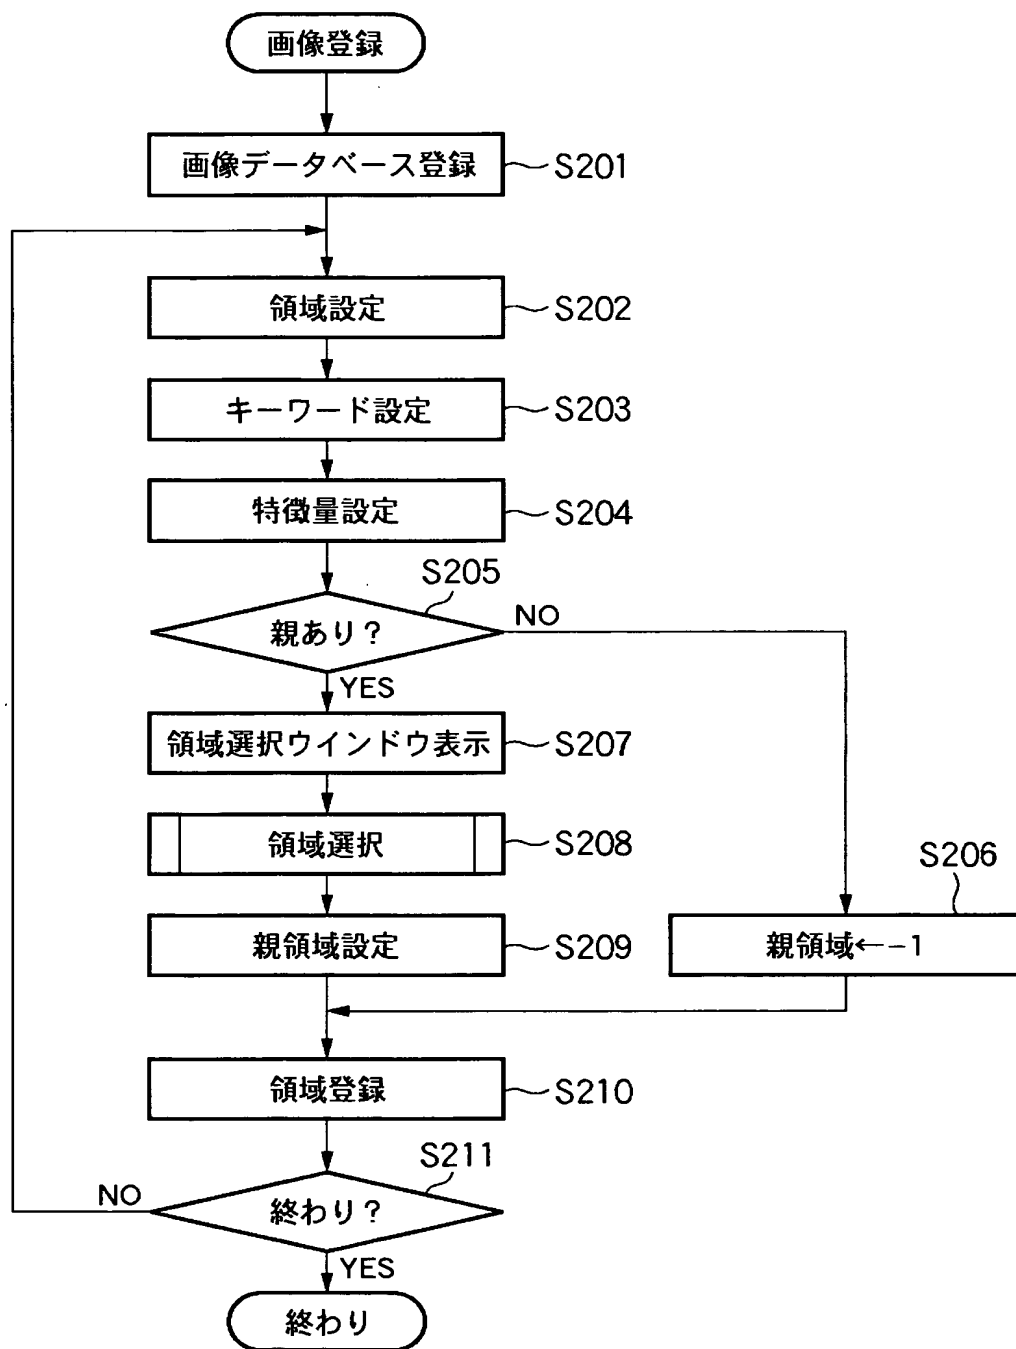 画像登録
画像データベース登録
S201
領域設定
S202
キーワード設定
S203
特徴量設定
S204
S205
親あり?
NO
YES
領域選択ウインドウ表示
S207
領域選択
S208
S206
親領域設定
S209
親領域←-1
領域登録
S210
S211
NO
終わり?
YES
終わり